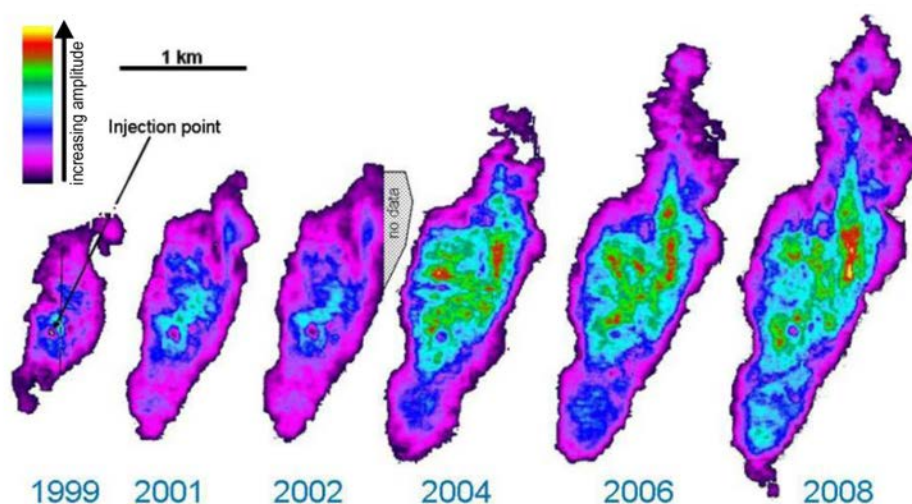 1 km
increasing amplitude
Injection point
no data
1999
2001
2002
2004
2006
2008